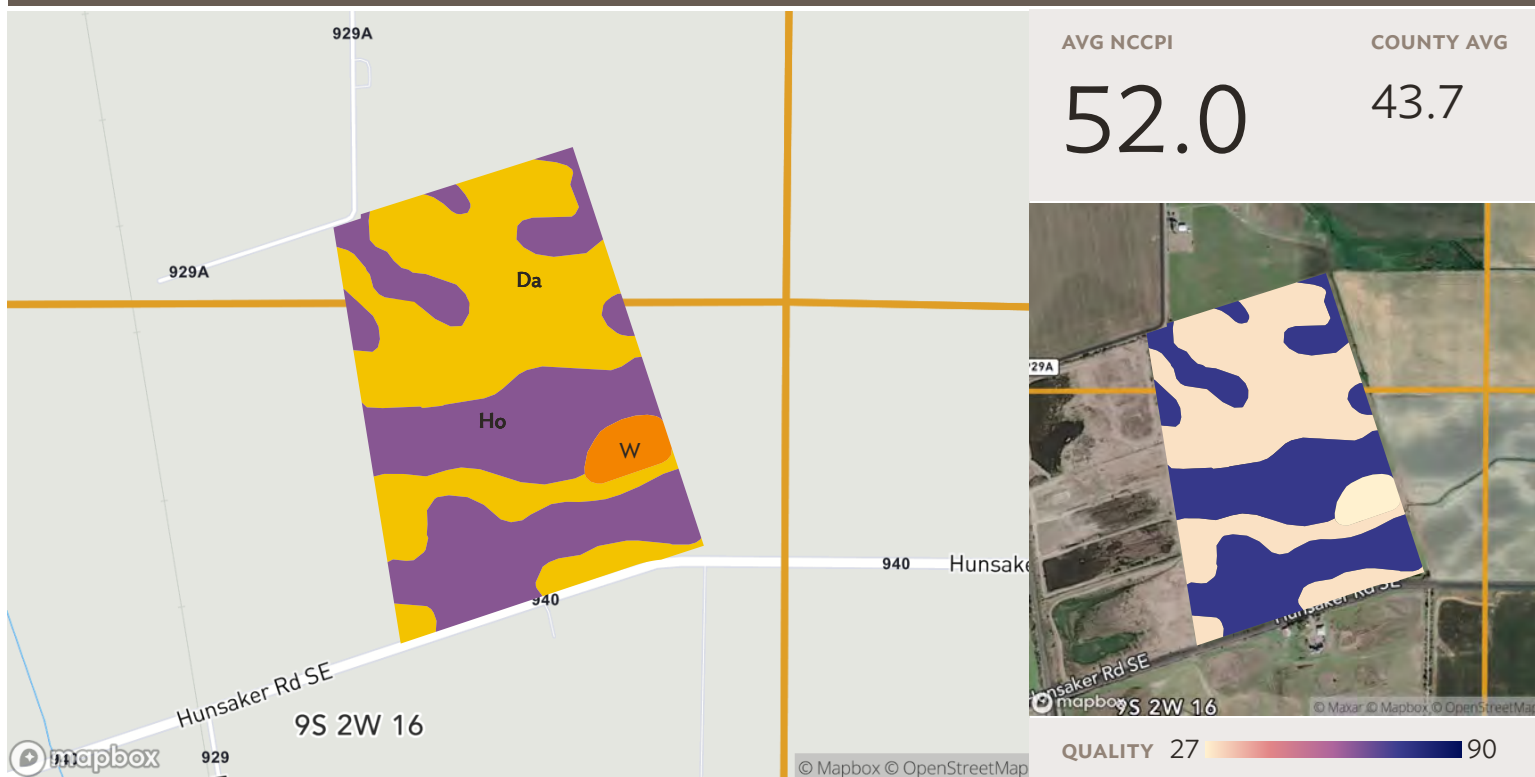 929A
929A
Da
Ho
W
940
940
Hunsake
Hunsaker Rd SE
9S 2W 16
929
mapbox
© Mapbox © OpenStreetMap
AVG NCCPI
COUNTY AVG
52.0
43.7
29A
Hunsaker Rd SE
Hunsaker Rd SE
mapbox
9S 2W 16
© Maxar © Mapbox © OpenStreetMap
QUALITY 27
90